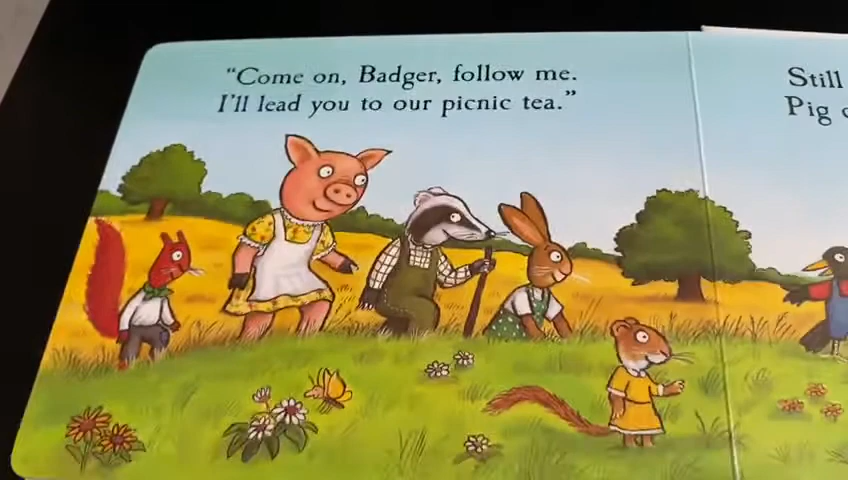 "Come on, Badger, follow me.
I'll lead you to our picnic tea."
Still
Pig